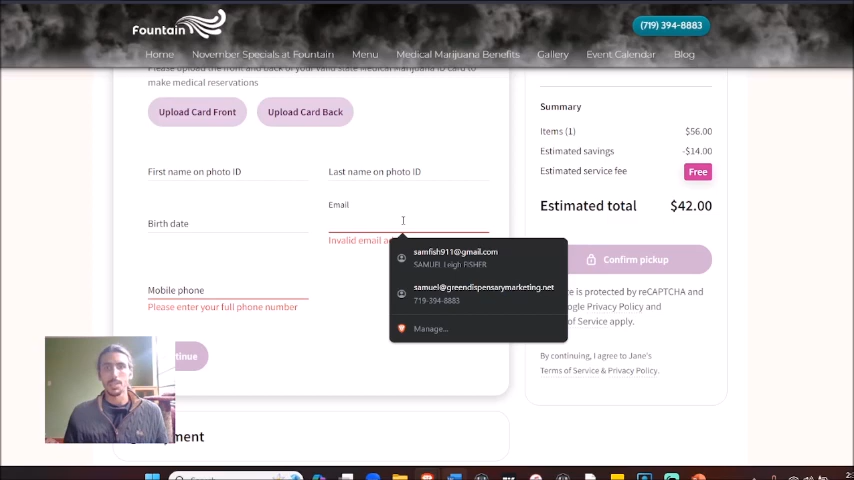 Fountain
(719) 394-8883
Home November Specials at Fountain Menu Medical Marijuana Benefits Gallery Event Calendar Blog
make medical reservations
Upload Card Front Upload Card Back
First name on photo ID Last name on photo ID
Email
Birth date
Invalid email
samfish911@gmail.com
SAMUEL Leigh FISHER
samuel@greendispensarymarketing.net
719-394-8883
Manage...
Mobile phone
Please enter your full phone number
Summary
Items (1) $56.00
Estimated savings -$14.00
Estimated service fee Free
Estimated total $42.00
Confirm pickup
is protected by reCAPTCHA and
Privacy Policy and
of Service apply.
By continuing, I agree to Jane's
Terms of Service & Privacy Policy.